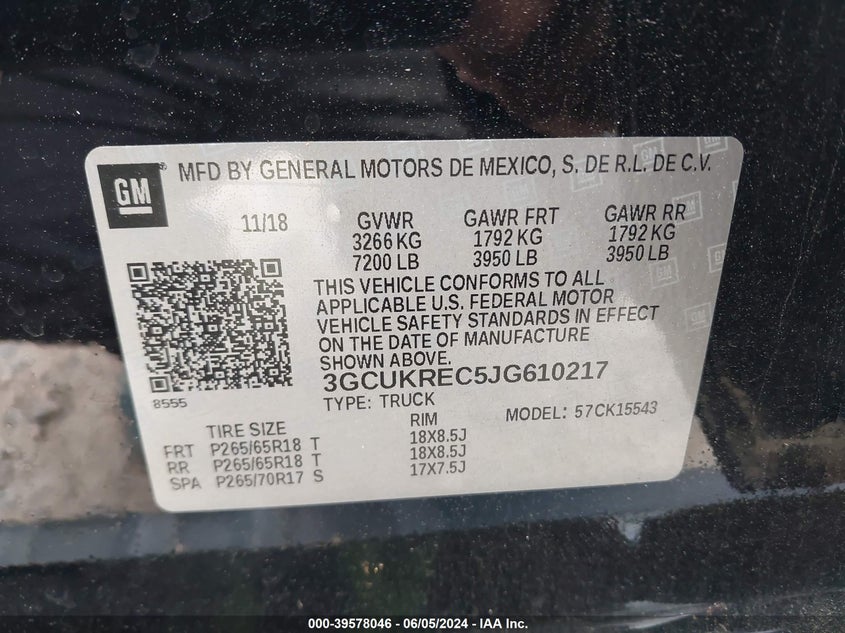 GM
MFD BY GENERAL MOTORS DE MEXICO, S. DE R.L. DE C.V.
11/18 GVWR GAWR FRT GAWR RR
3266 KG 1792 KG 1792 KG
7200 LB 3950 LB 3950 LB
THIS VEHICLE CONFORMS TO ALL
APPLICABLE U.S. FEDERAL MOTOR
VEHICLE SAFETY STANDARDS IN EFFECT
ON THE DATE OF MANUFACTURE
SHOWN ABOVE.
3GCUKREC5JG610217
8555
TYPE: TRUCK MODEL: 57CK15543
TIRE SIZE RIM
FRT P265/65R18 T 18X8.5J
RR P265/65R18 T 18X8.5J
SPA P265/70R17 S 17X7.5J
000-39578046 - 06/05/2024 - IAA Inc.